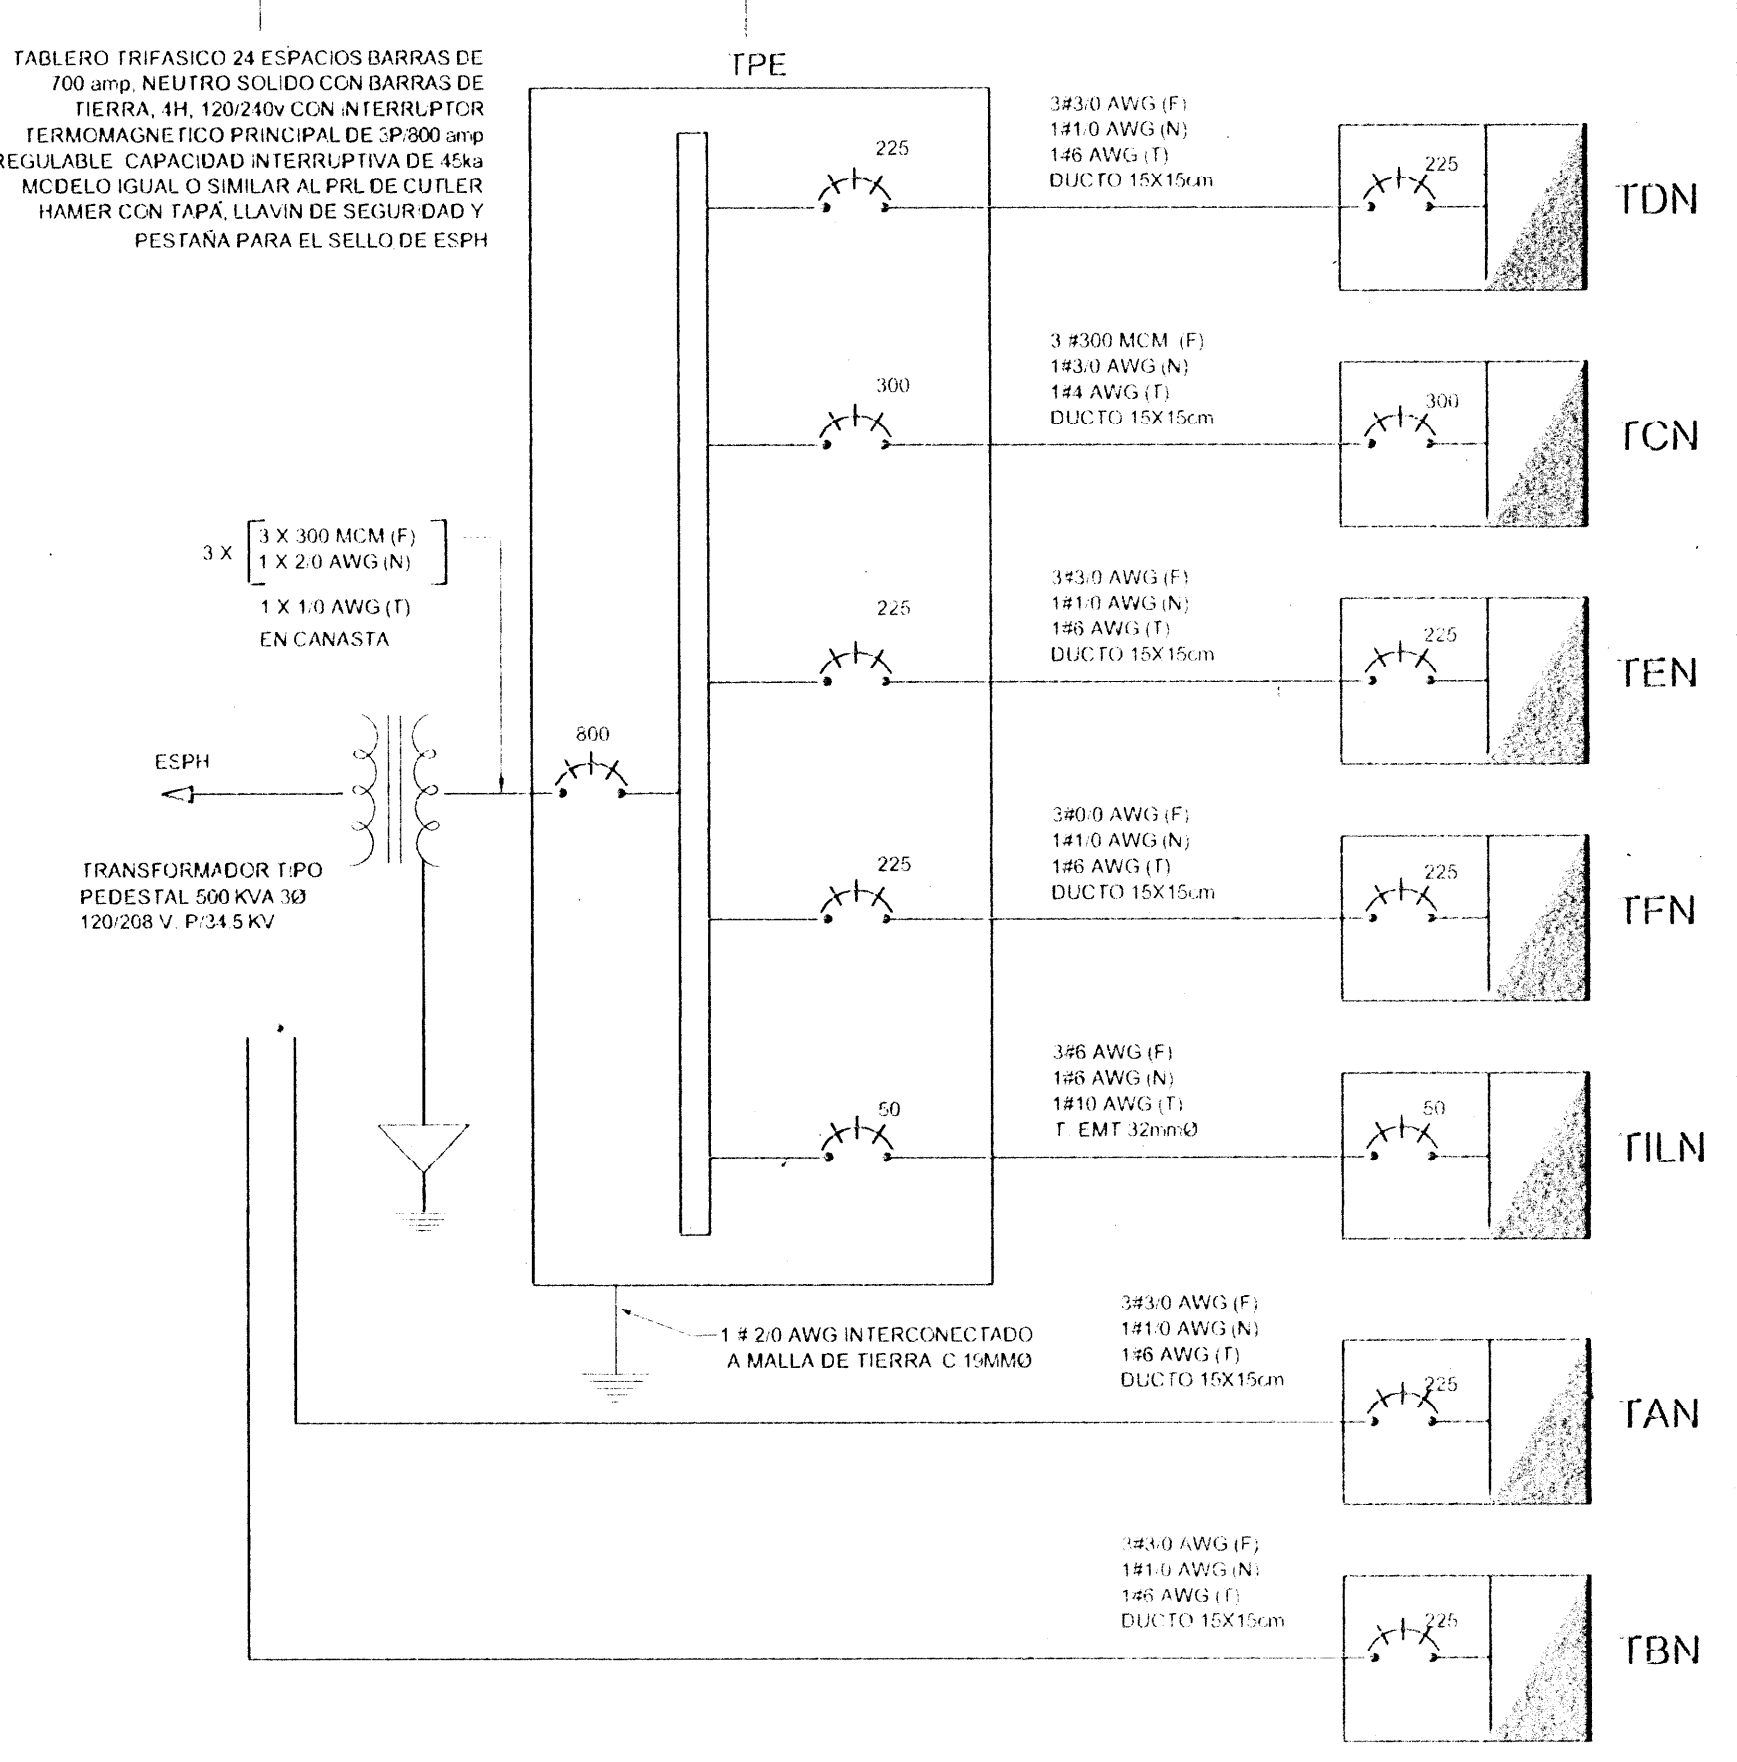 TABLERO TRIFASICO 24 ESPACIOS BARRAS DE
700 amp, NEUTRO SOLIDO CON BARRAS DE
TIERRA, 4H, 120/240v CON INTERRUPTOR
TERMOMAGNETICO PRINCIPAL DE 3P/800 amp
REGULABLE CAPACIDAD INTERRUPTIVA DE 45ka
MODELO IGUAL O SIMILAR AL PRL DE CUTLER
HAMER CON TAPA, LLAVIN DE SEGURIDAD Y
PESTAÑA PARA EL SELLO DE ESPH
TPE
225
3#3/0 AWG (F)
1#1/0 AWG (N)
1#6 AWG (T)
DUCTO 15X15cm
225
TDN
300
3 #300 MCM (F)
1#3/0 AWG (N)
1#4 AWG (T)
DUCTO 15X15cm
300
TCN
3 X
3 X 300 MCM (F)
1 X 2/0 AWG (N)
1 X 1/0 AWG (T)
EN CANASTA
225
3#3/0 AWG (F)
1#1/0 AWG (N)
1#6 AWG (T)
DUCTO 15X15cm
225
TEN
ESPH
800
TRANSFORMADOR TIPO
PEDESTAL 500 KVA 3Ø
120/208 V. P/34.5 KV
225
3#0/0 AWG (F)
1#1/0 AWG (N)
1#6 AWG (T)
DUCTO 15X15cm
225
TFN
50
3#6 AWG (F)
1#6 AWG (N)
1#10 AWG (T)
T. EMT 32mmØ
50
TILN
1 # 2/0 AWG INTERCONECTADO
A MALLA DE TIERRA C 19MMØ
3#3/0 AWG (F)
1#1/0 AWG (N)
1#6 AWG (T)
DUCTO 15X15cm
225
TAN
3#3/0 AWG (F)
1#1/0 AWG (N)
1#6 AWG (T)
DUCTO 15X15cm
225
TBN